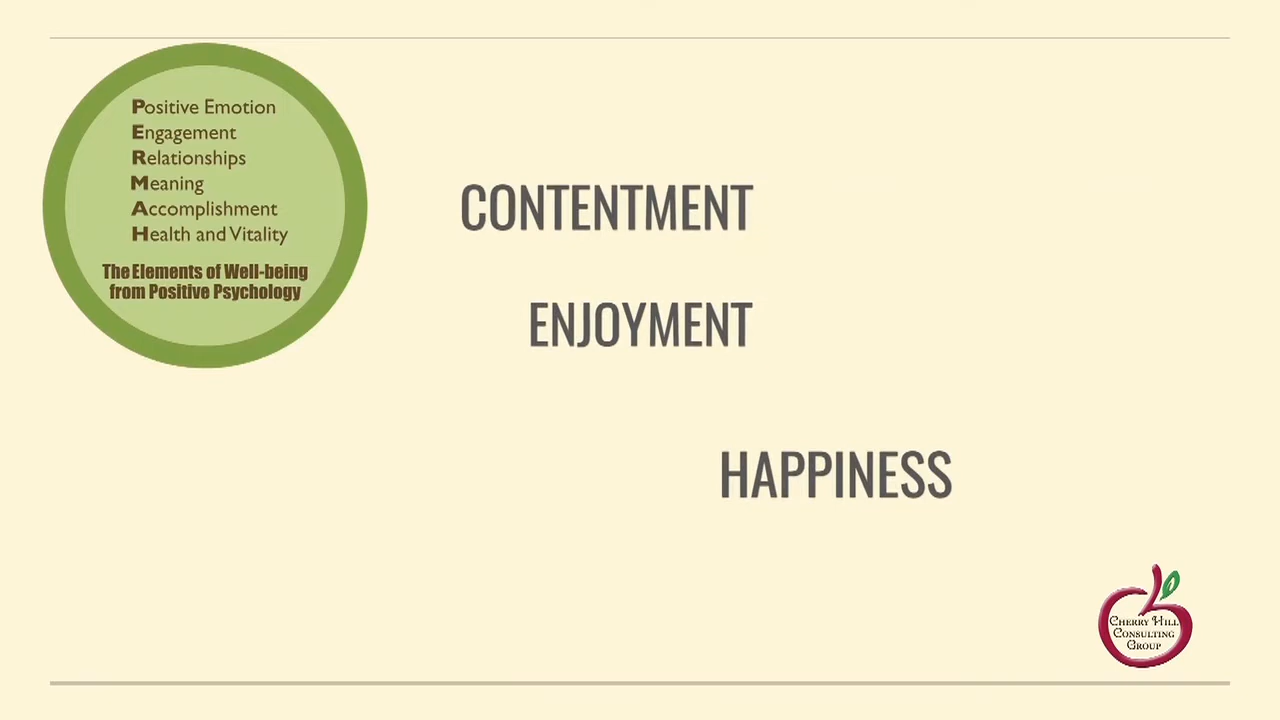 Positive Emotion
Engagement
Relationships
Meaning
Accomplishment
Health and Vitality
The Elements of Well-being
from Positive Psychology
CONTENTMENT
ENJOYMENT
HAPPINESS
CHERRY HILL
CONSULTING
GROUP